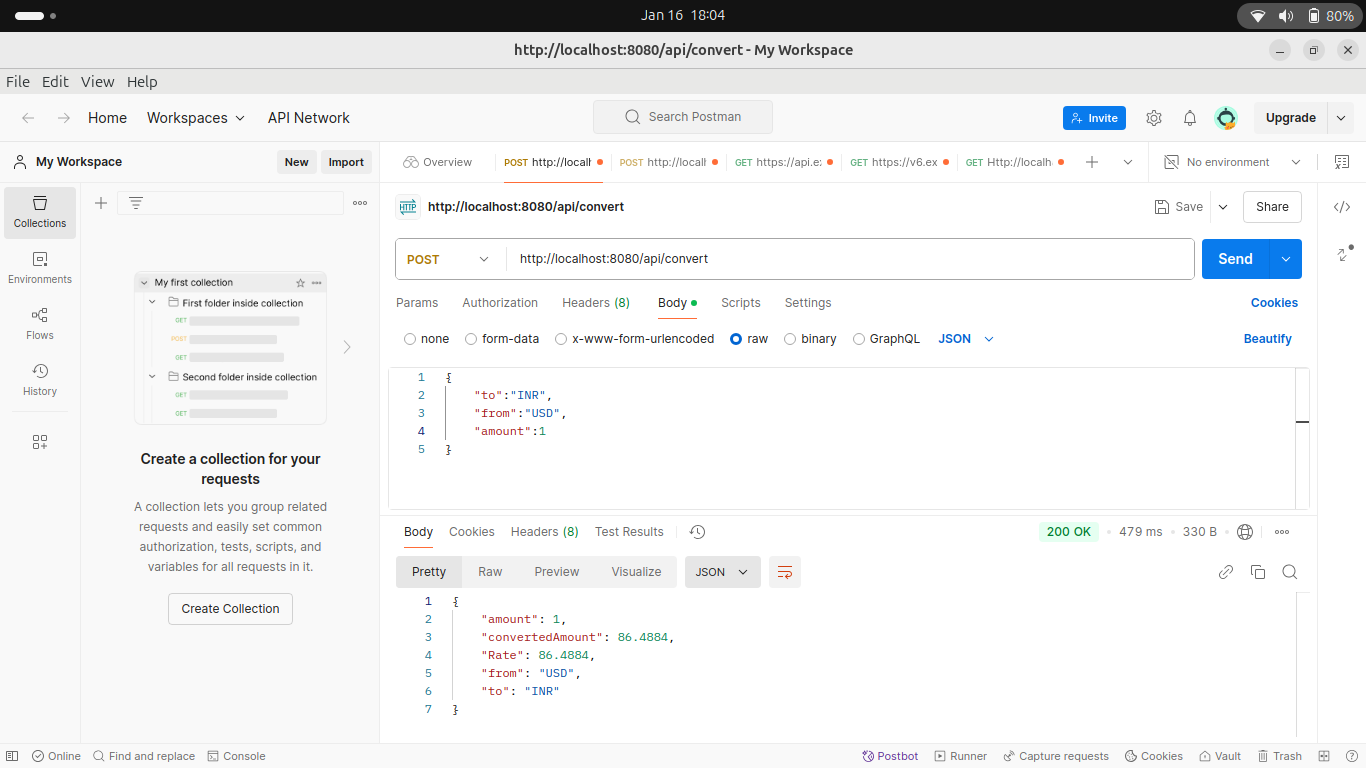 Jan 16 18:04
80%
http://localhost:8080/api/convert - My Workspace
File Edit View Help
Home Workspaces API Network
Search Postman
Invite
Upgrade
My Workspace
New Import
Overview
POST http://locall
POST http://locall
GET https://api.e:
GET https://v6.ex
GET Http://localh
No environment
Collections
Environments
Flows
History
My first collection
First folder inside collection
GET
POST
GET
Second folder inside collection
GET
GET
Create a collection for your
requests
A collection lets you group related
requests and easily set common
authorization, tests, scripts, and
variables for all requests in it.
Create Collection
HTTP http://localhost:8080/api/convert
Save
Share
POST http://localhost:8080/api/convert
Send
Params Authorization Headers (8) Body Scripts Settings
Cookies
none form-data x-www-form-urlencoded raw binary GraphQL JSON
Beautify
1 {
2 "to":"INR",
3 "from":"USD",
4 "amount":1
5 }
Body Cookies Headers (8) Test Results
200 OK • 479 ms • 330 B •
Pretty Raw Preview Visualize JSON
1 {
2 "amount": 1,
3 "convertedAmount": 86.4884,
4 "Rate": 86.4884,
5 "from": "USD",
6 "to": "INR"
7 }
Online Find and replace Console
Postbot Runner Capture requests Cookies Vault Trash